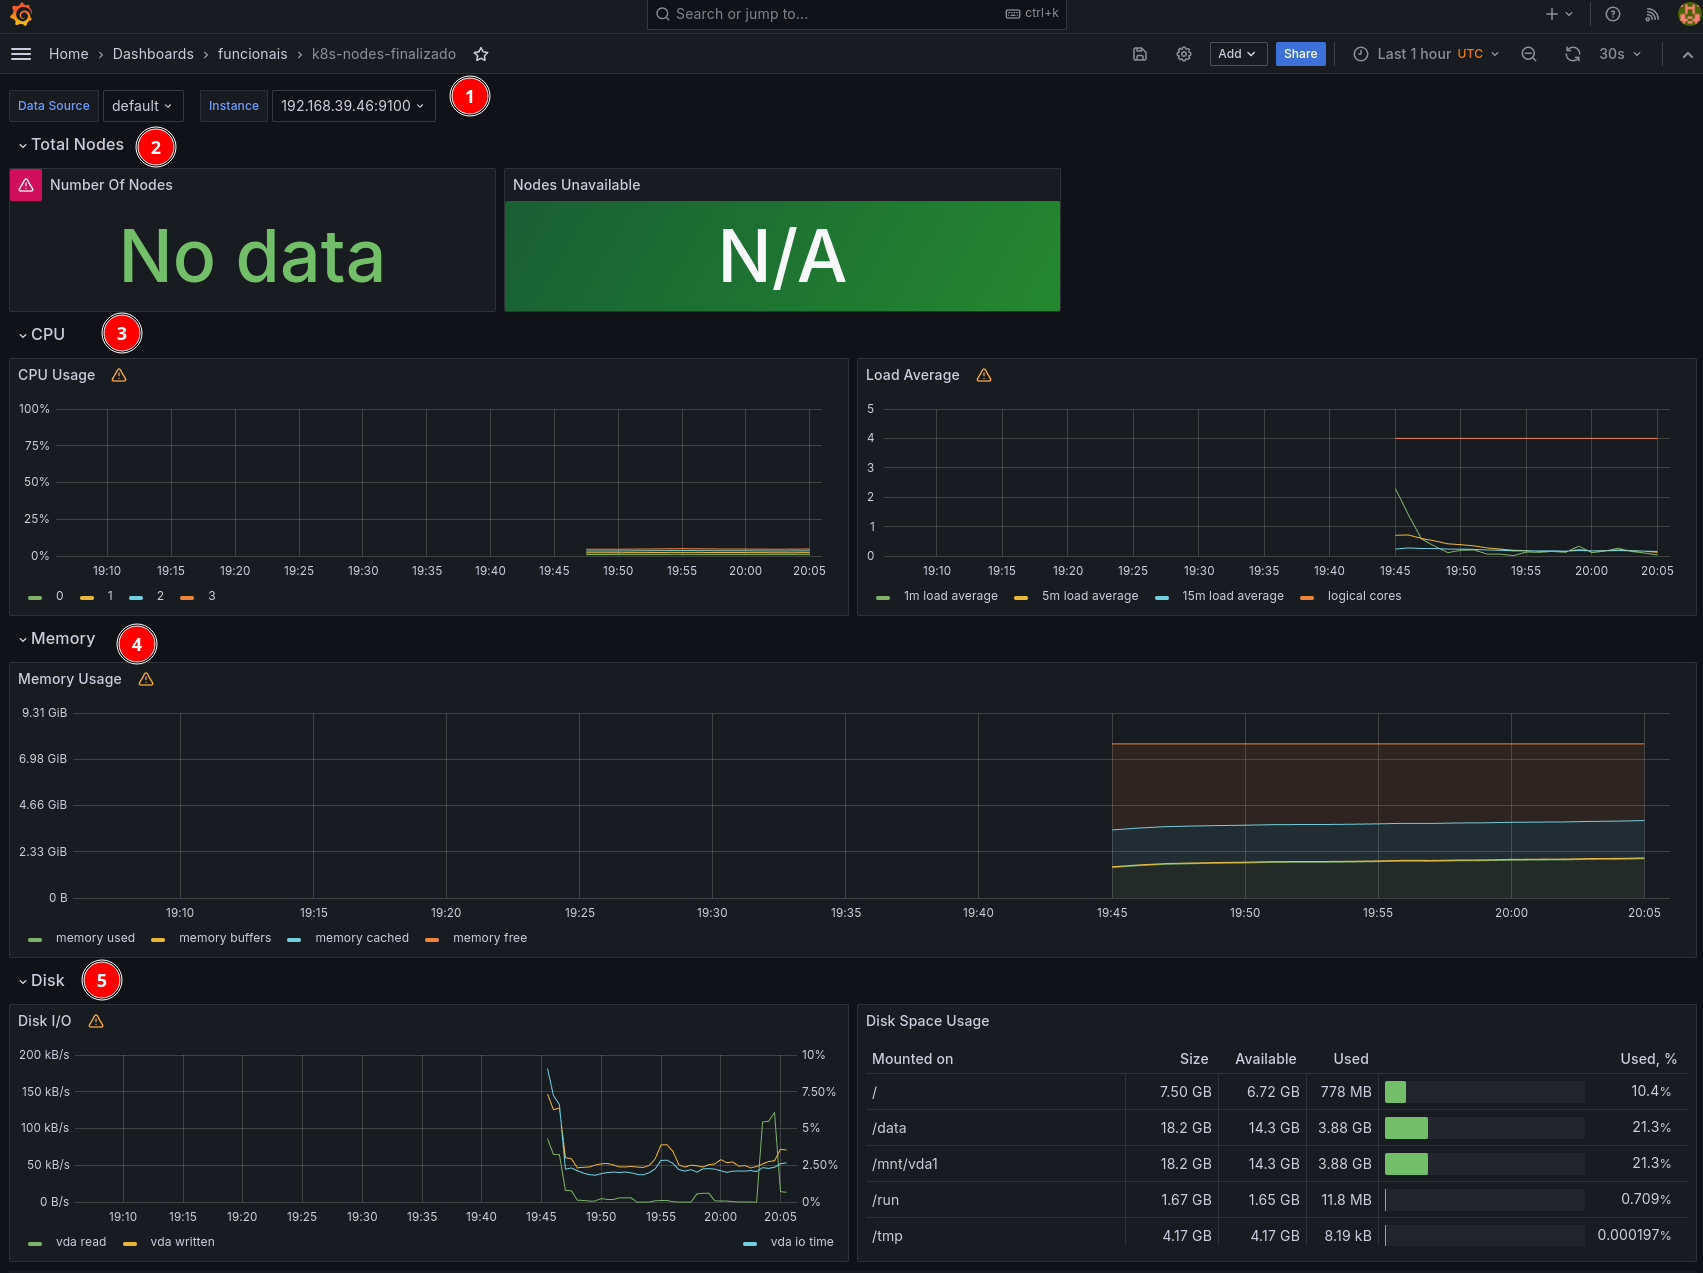 Search or jump to...
ctrl+k
Home › Dashboards › funcionais › k8s-nodes-finalizado
Add
Share
Last 1 hour UTC
30s
Data Source default
Instance 192.168.39.46:9100
1
Total Nodes
2
Number Of Nodes
No data
Nodes Unavailable
N/A
CPU
3
CPU Usage
100%
75%
50%
25%
0%
19:10 19:15 19:20 19:25 19:30 19:35 19:40 19:45 19:50 19:55 20:00 20:05
0 1 2 3
Load Average
5
4
3
2
1
0
19:10 19:15 19:20 19:25 19:30 19:35 19:40 19:45 19:50 19:55 20:00 20:05
1m load average 5m load average 15m load average logical cores
Memory
4
Memory Usage
9.31 GiB
6.98 GiB
4.66 GiB
2.33 GiB
0 B
19:10 19:15 19:20 19:25 19:30 19:35 19:40 19:45 19:50 19:55 20:00 20:05
memory used memory buffers memory cached memory free
Disk
5
Disk I/O
200 kB/s
150 kB/s
100 kB/s
50 kB/s
0 B/s
10%
7.50%
5%
2.50%
0%
19:10 19:15 19:20 19:25 19:30 19:35 19:40 19:45 19:50 19:55 20:00 20:05
vda read vda written vda io time
Disk Space Usage
Mounted on Size Available Used Used, %
/ 7.50 GB 6.72 GB 778 MB 10.4%
/data 18.2 GB 14.3 GB 3.88 GB 21.3%
/mnt/vda1 18.2 GB 14.3 GB 3.88 GB 21.3%
/run 1.67 GB 1.65 GB 11.8 MB 0.709%
/tmp 4.17 GB 4.17 GB 8.19 kB 0.000197%